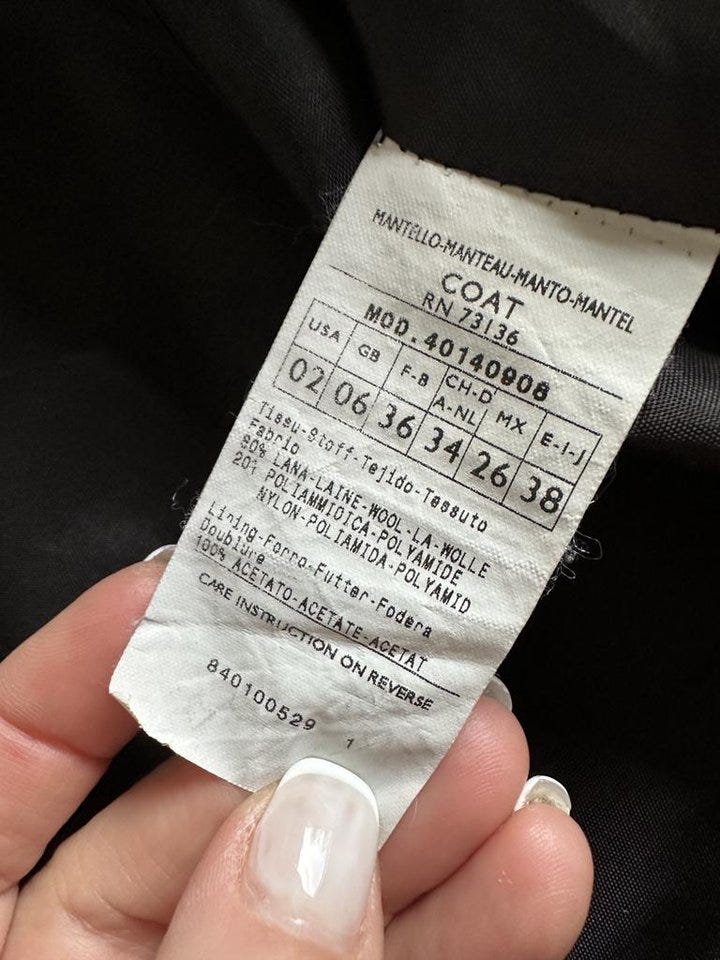 MANTELLO-MANTEAU-MANTO-MANTEL
COAT
RN 73136
MOD. 40140908
USA GB F-B CH-D A-NL MX E-I-J
02 06 36 34 26 38
Tissu-Stoff-Tejido-Tessuto
Fabric
80% LANA-LAINE-WOOL-LA-WOLLE
20% POLIAMMIDICA-POLYAMIDE
NYLON-POLIAMIDA-POLYAMID
Lining-Forro-Futter-Fodera
Doublure
100% ACETATO-ACETATE-ACETAT
CARE INSTRUCTION ON REVERSE
840100529 1